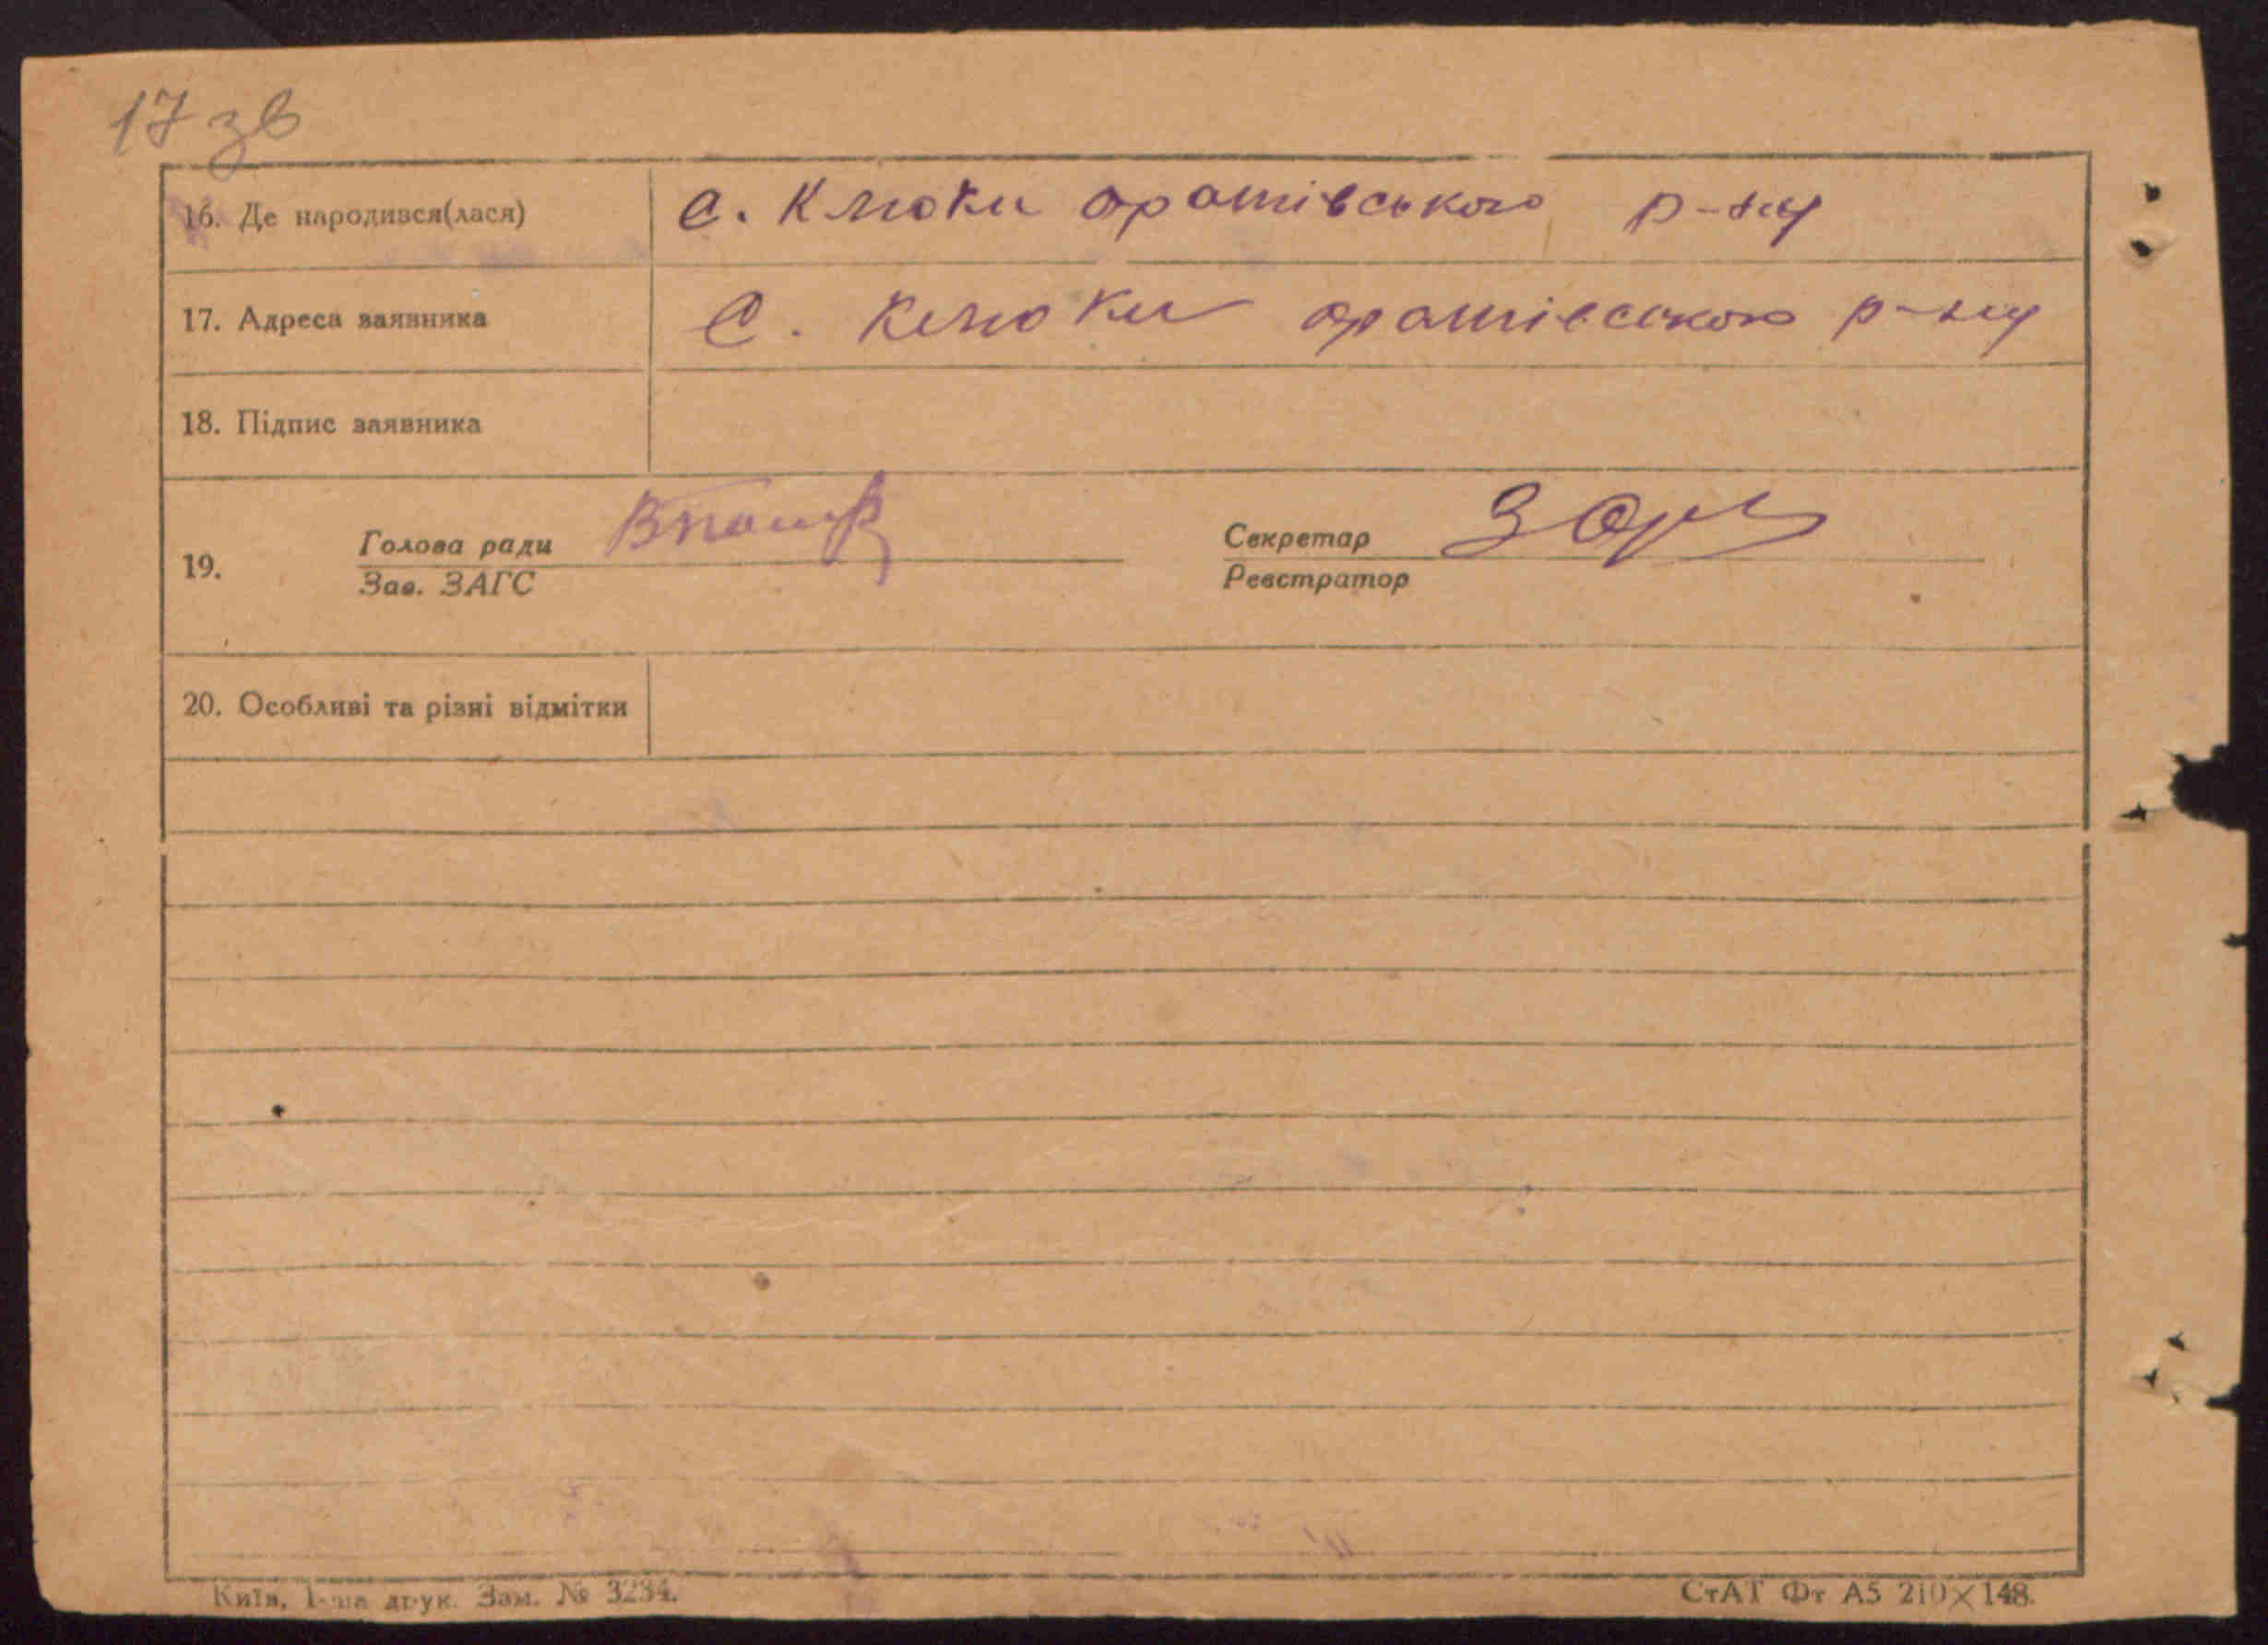 17 зв
16. Де народився(лася) с. Клюки оратівського р-ну
17. Адреса заявника с. Клюки оратівського р-ну
18. Підпис заявника
19. Голова ради Секретар
Зав. ЗАГС Реєстратор
20. Особливі та різні відмітки
Київ, 1-ша друк. Зам. № 3234.
СтАТ Фт А5 210×148.